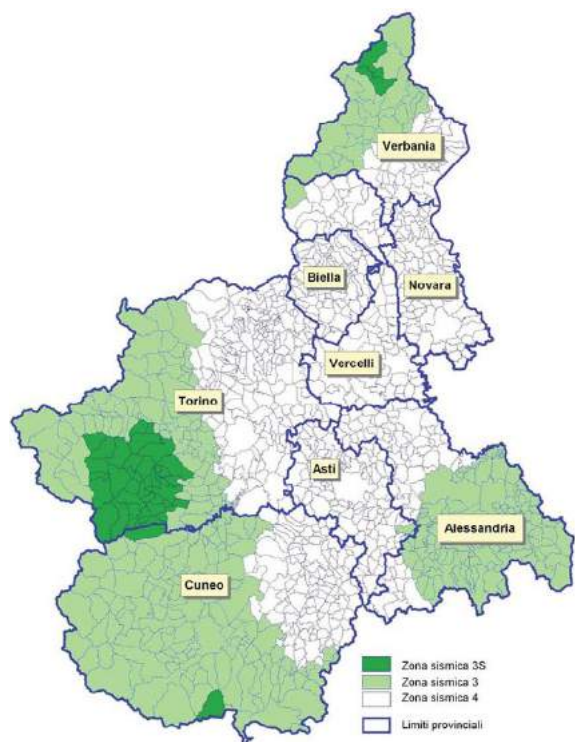 Verbania
Biella
Novara
Vercelli
Torino
Asti
Alessandria
Cuneo
Zona sismica 3S
Zona sismica 3
Zona sismica 4
Limiti provinciali